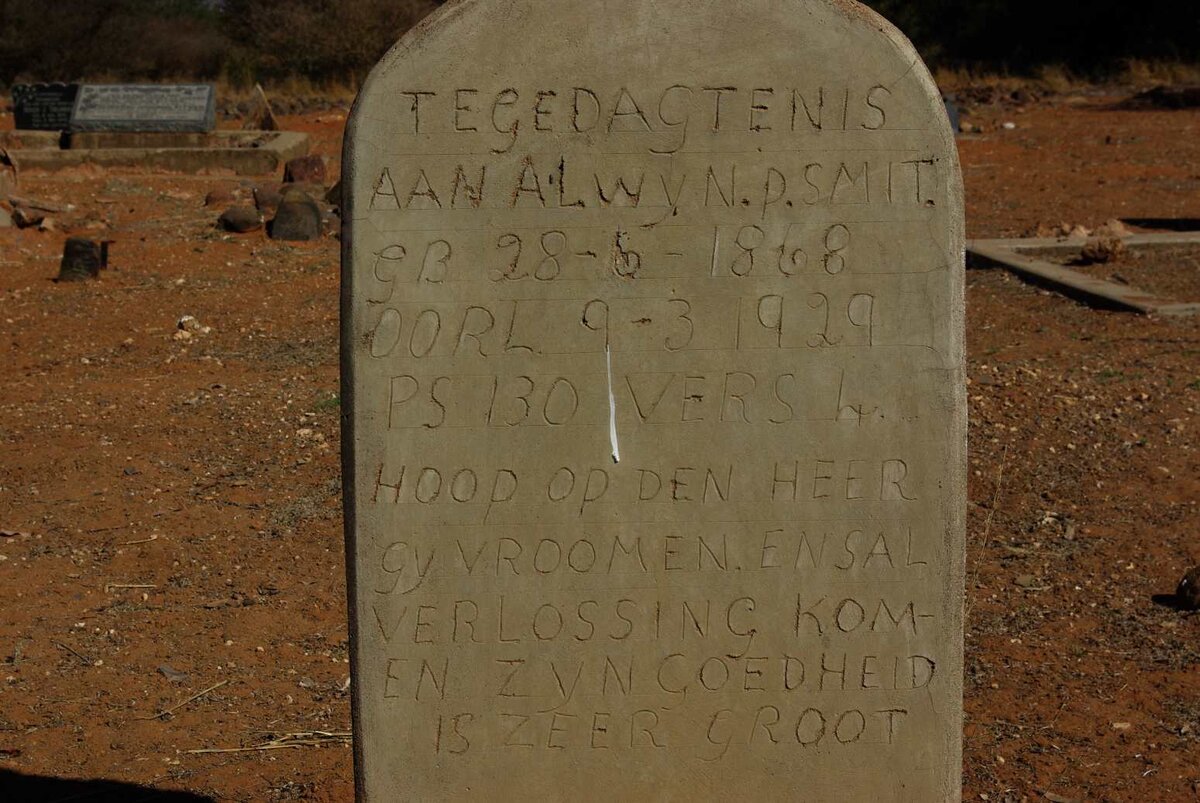 TEGEDAGTENIS
AAN ALWYN.P.SMIT.
GB 28-6-1868
OORL 9-3 1929
PS 130 VERS 4.
HOOP OP DEN HEER
GY VROOMEN. EN SAL
VERLOSSING KOM-
EN ZYN GOEDHEID
IS ZEER GROOT